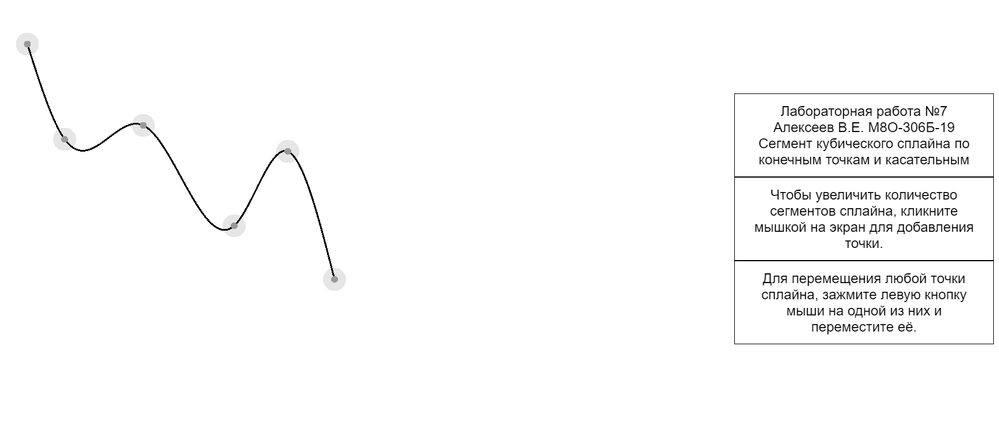 Лабораторная работа №7
Алексеев В.Е. М8О-306Б-19
Сегмент кубического сплайна по
конечным точкам и касательным
Чтобы увеличить количество
сегментов сплайна, кликните
мышкой на экран для добавления
точки.
Для перемещения любой точки
сплайна, зажмите левую кнопку
мыши на одной из них и
переместите её.